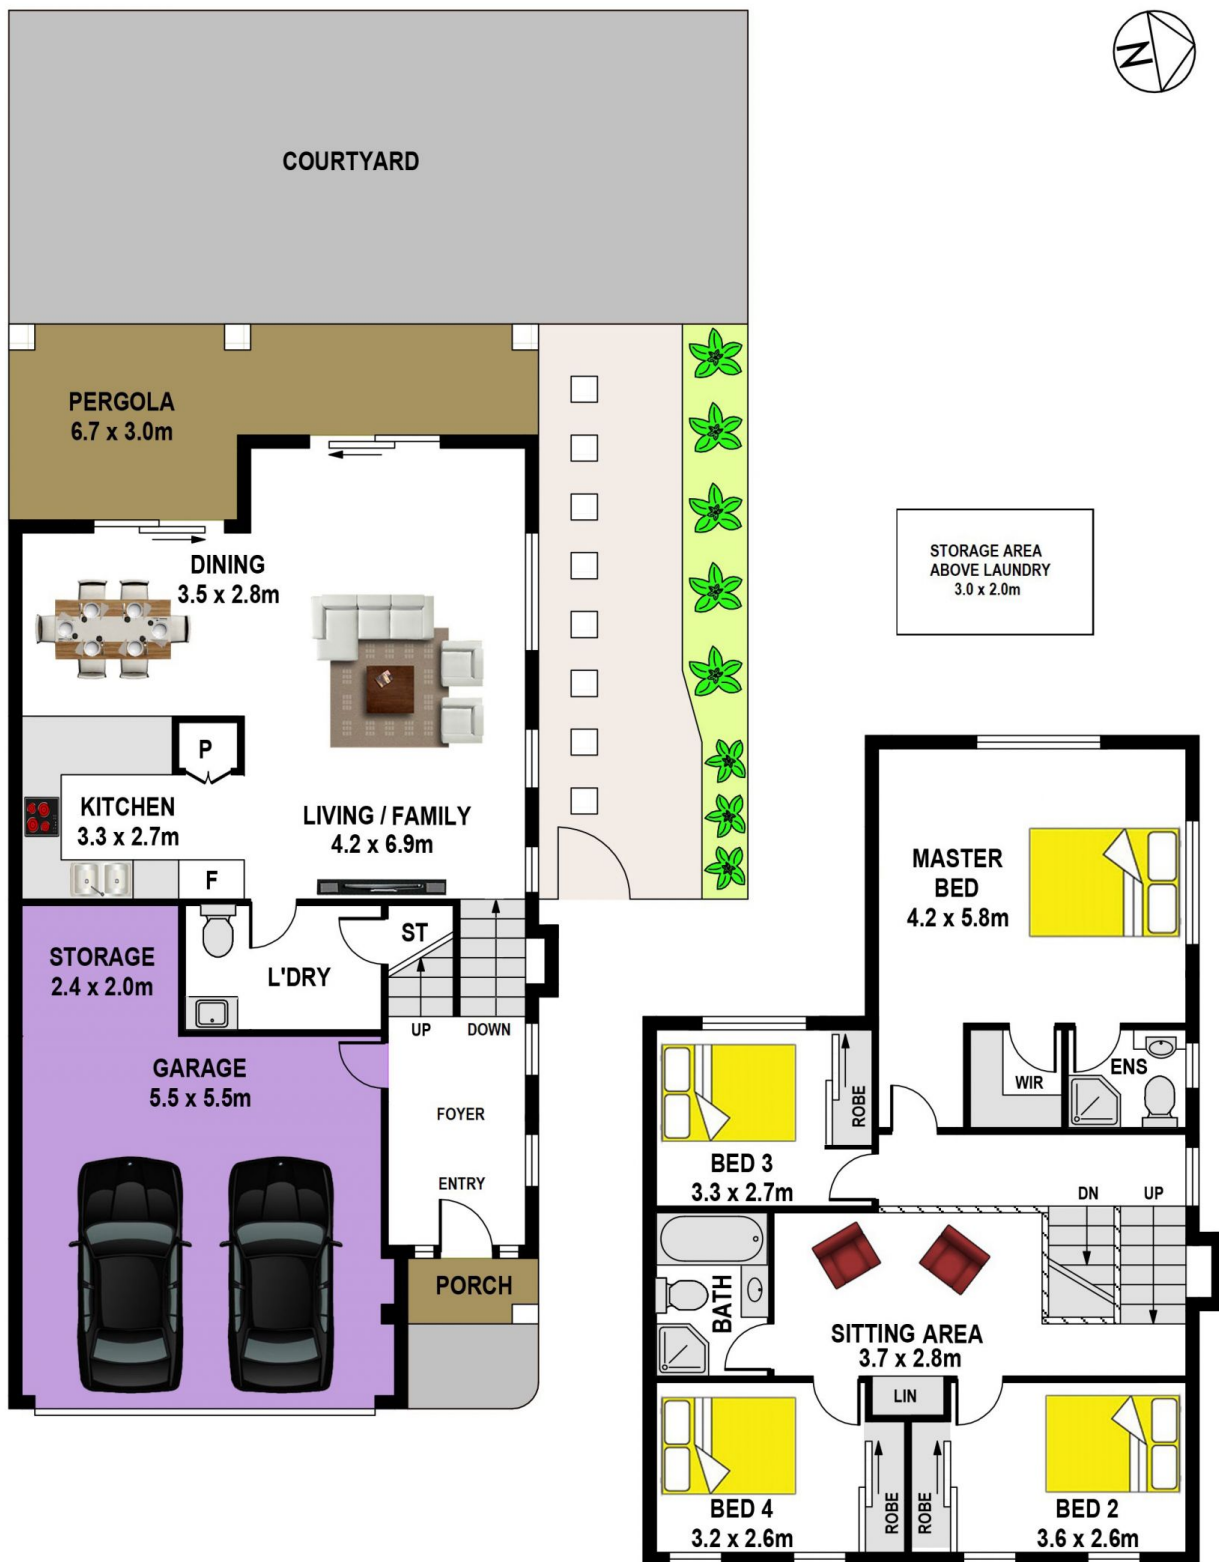 N
COURTYARD
PERGOLA
6.7 x 3.0m
DINING
3.5 x 2.8m
STORAGE AREA
ABOVE LAUNDRY
3.0 x 2.0m
P
KITCHEN
3.3 x 2.7m
LIVING / FAMILY
4.2 x 6.9m
F
STORAGE
2.4 x 2.0m
L'DRY
ST
UP
DOWN
GARAGE
5.5 x 5.5m
FOYER
ENTRY
PORCH
MASTER
BED
4.2 x 5.8m
WIR
ENS
ROBE
BED 3
3.3 x 2.7m
DN
UP
BATH
SITTING AREA
3.7 x 2.8m
LIN
BED 4
3.2 x 2.6m
ROBE
ROBE
BED 2
3.6 x 2.6m